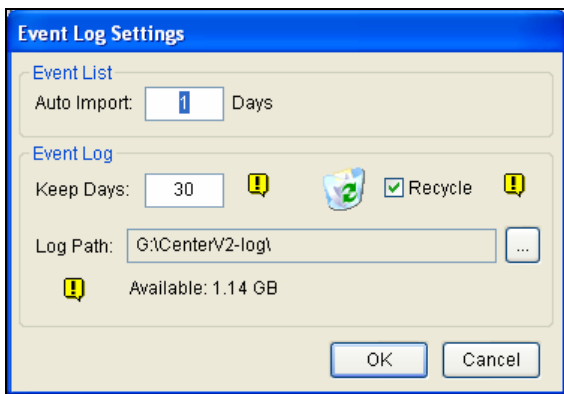 Event Log Settings
Event List
Auto Import: 1 Days
Event Log
Keep Days: 30 Recycle
Log Path: G:\CenterV2-log\ ...
Available: 1.14 GB
OK Cancel